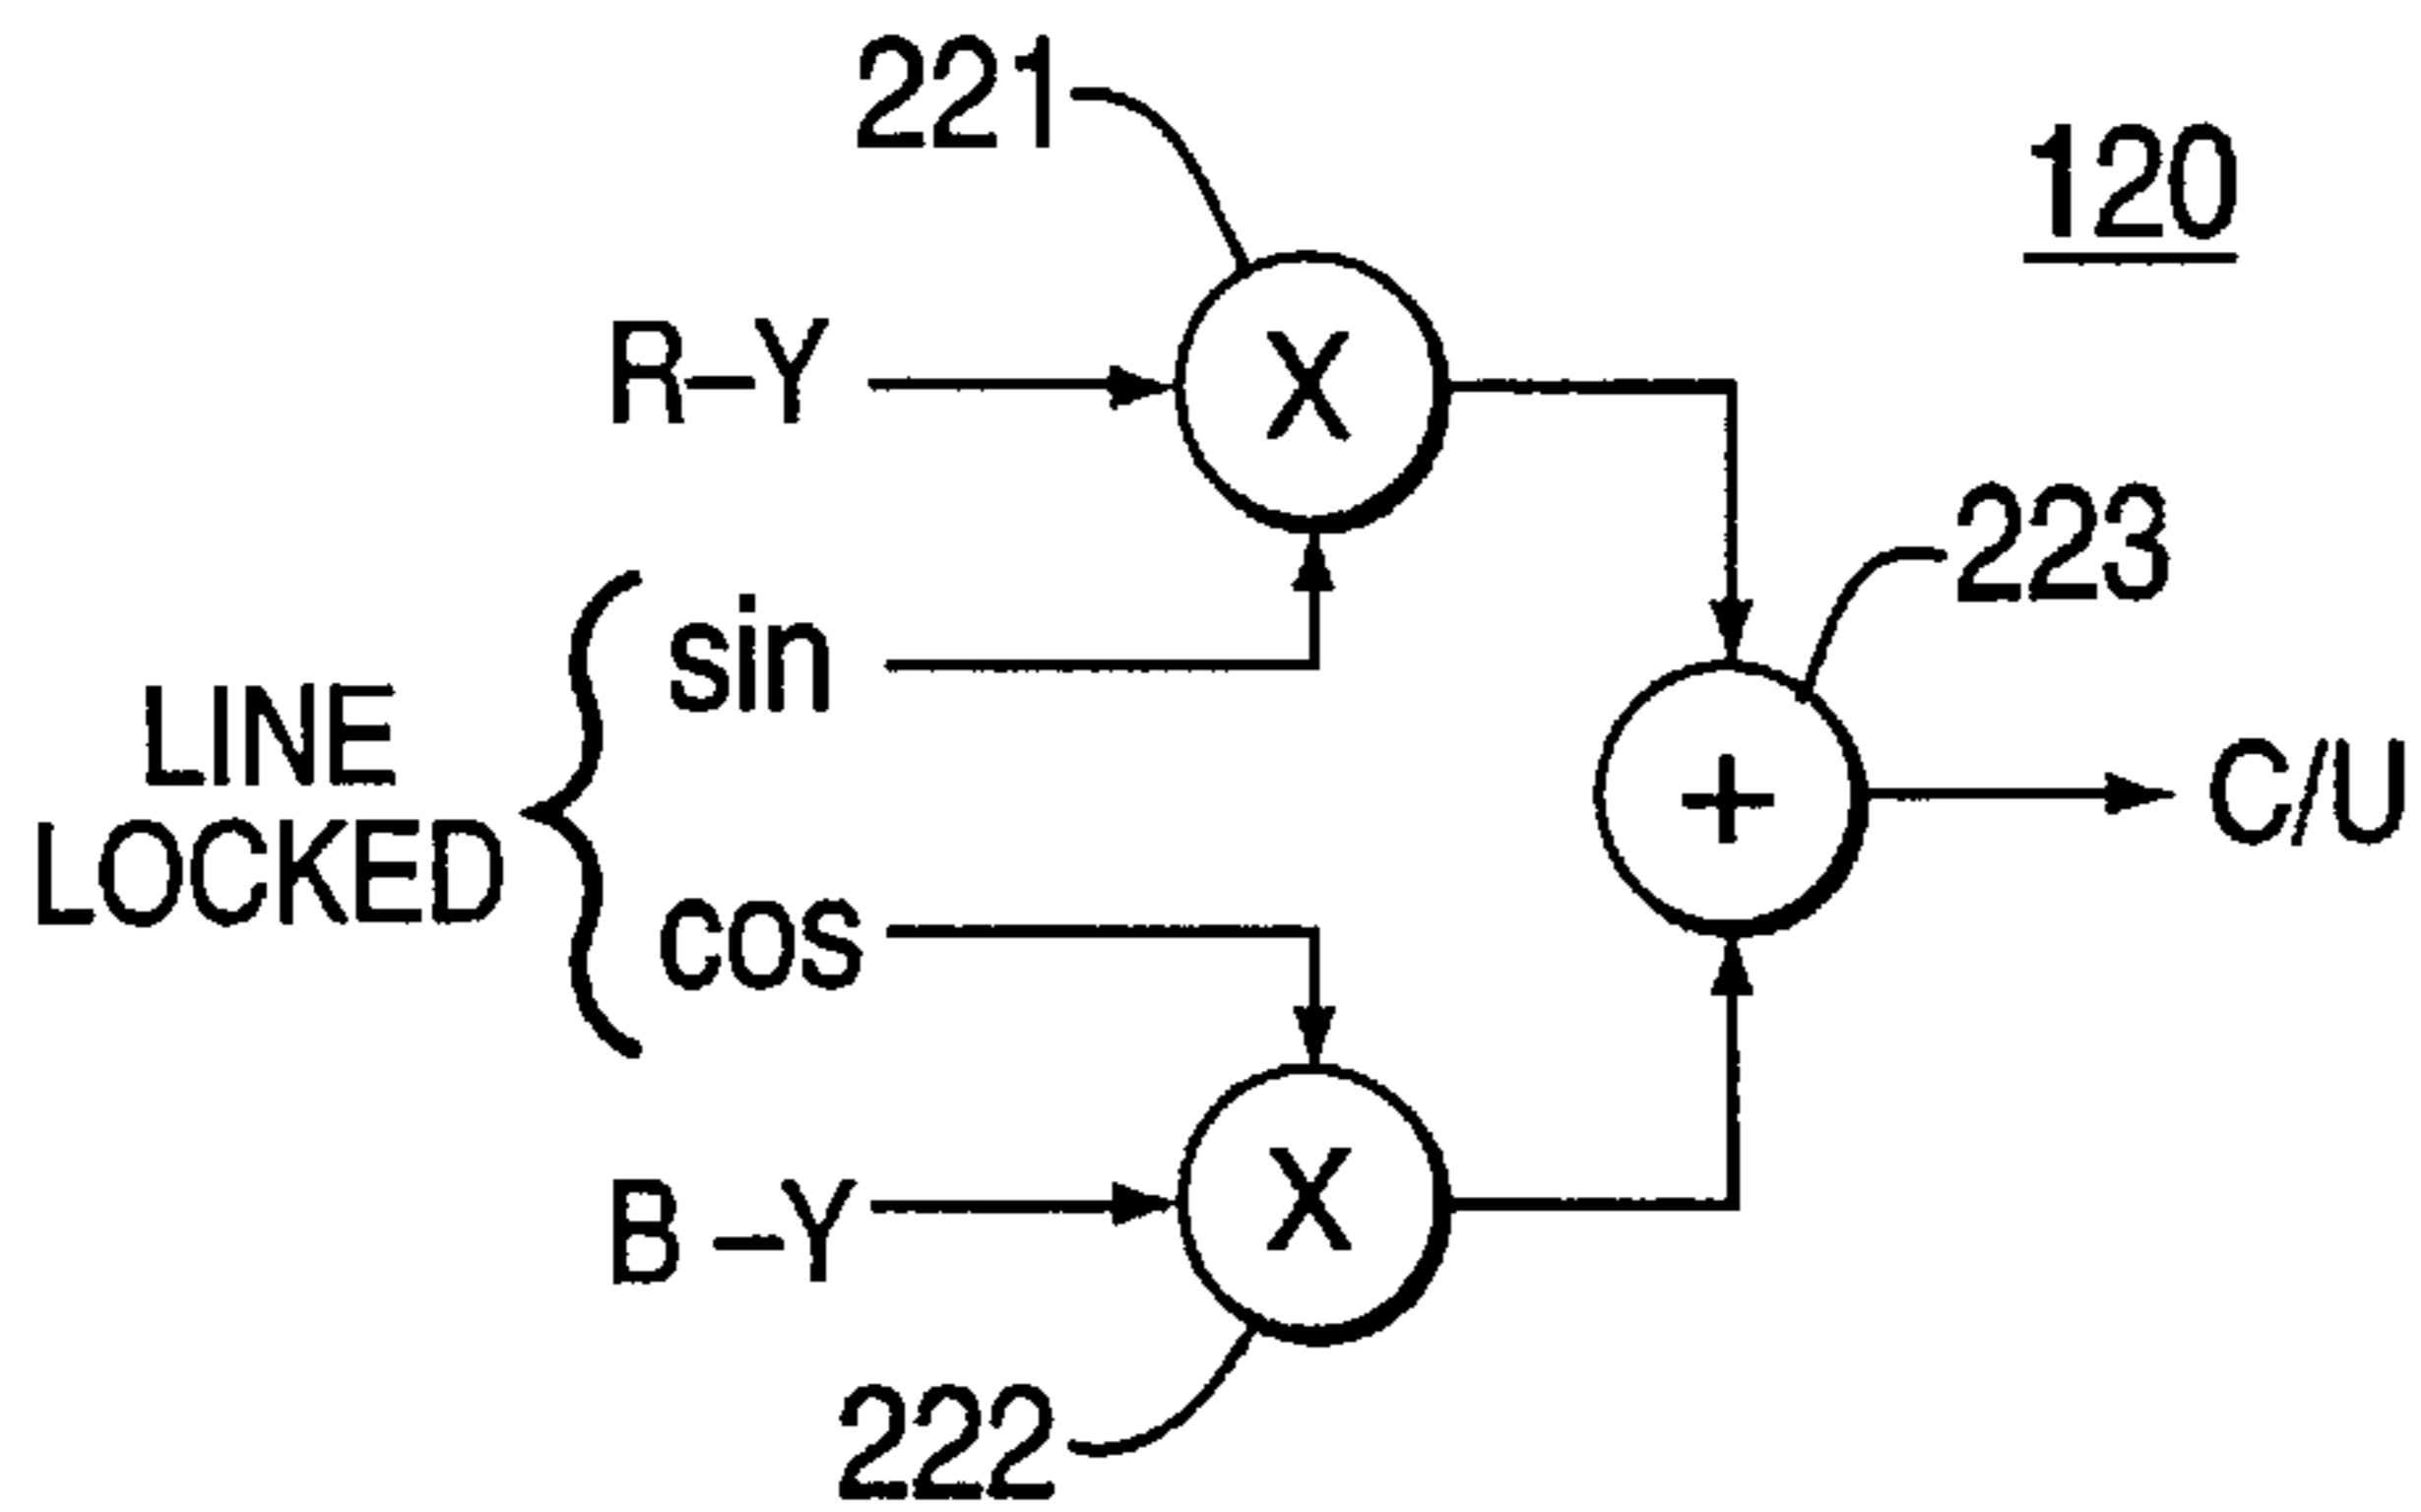 221
120
R–Y
X
223
sin
LINE
LOCKED
+
C/U
cos
B –Y
X
222